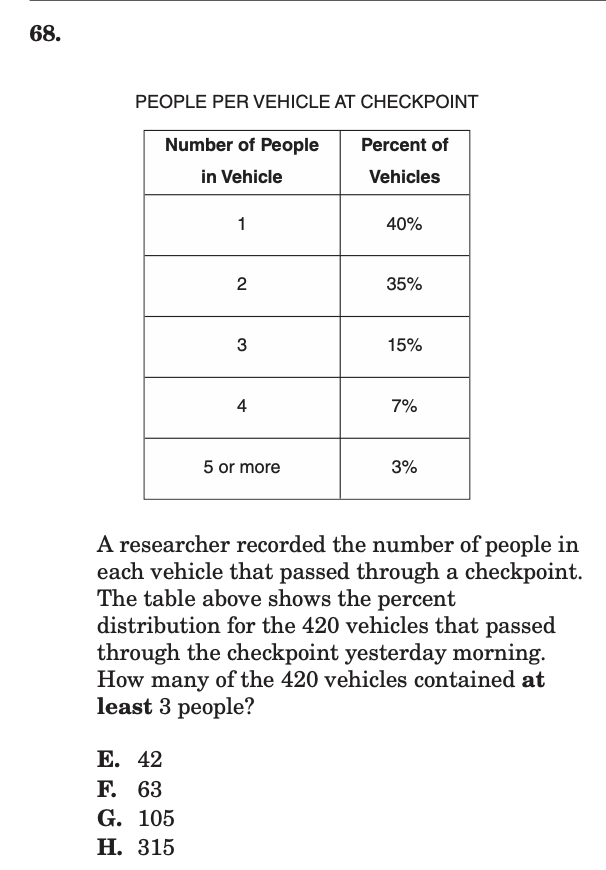 68.
PEOPLE PER VEHICLE AT CHECKPOINT
Number of People Percent of
in Vehicle Vehicles
1 40%
2 35%
3 15%
4 7%
5 or more 3%
A researcher recorded the number of people in
each vehicle that passed through a checkpoint.
The table above shows the percent
distribution for the 420 vehicles that passed
through the checkpoint yesterday morning.
How many of the 420 vehicles contained at
least 3 people?
E. 42
F. 63
G. 105
H. 315